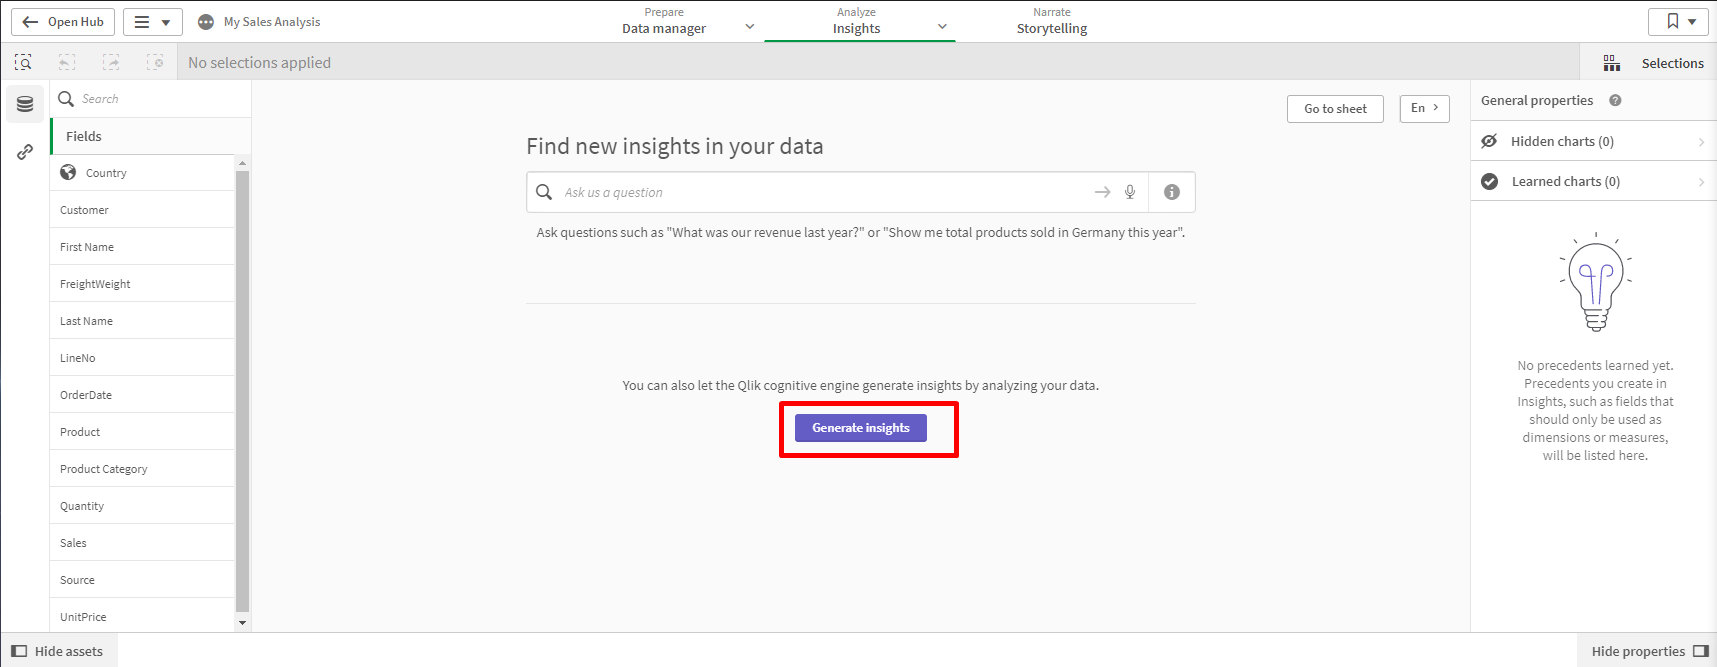 Open Hub
My Sales Analysis
Prepare
Data manager
Analyze
Insights
Narrate
Storytelling
No selections applied
Selections
Search
Fields
Country
Customer
First Name
FreightWeight
Last Name
LineNo
OrderDate
Product
Product Category
Quantity
Sales
Source
UnitPrice
Go to sheet
En
Find new insights in your data
Ask us a question
Ask questions such as "What was our revenue last year?" or "Show me total products sold in Germany this year".
You can also let the Qlik cognitive engine generate insights by analyzing your data.
Generate insights
General properties
Hidden charts (0)
Learned charts (0)
No precedents learned yet.
Precedents you create in
Insights, such as fields that
should only be used as
dimensions or measures,
will be listed here.
Hide assets
Hide properties